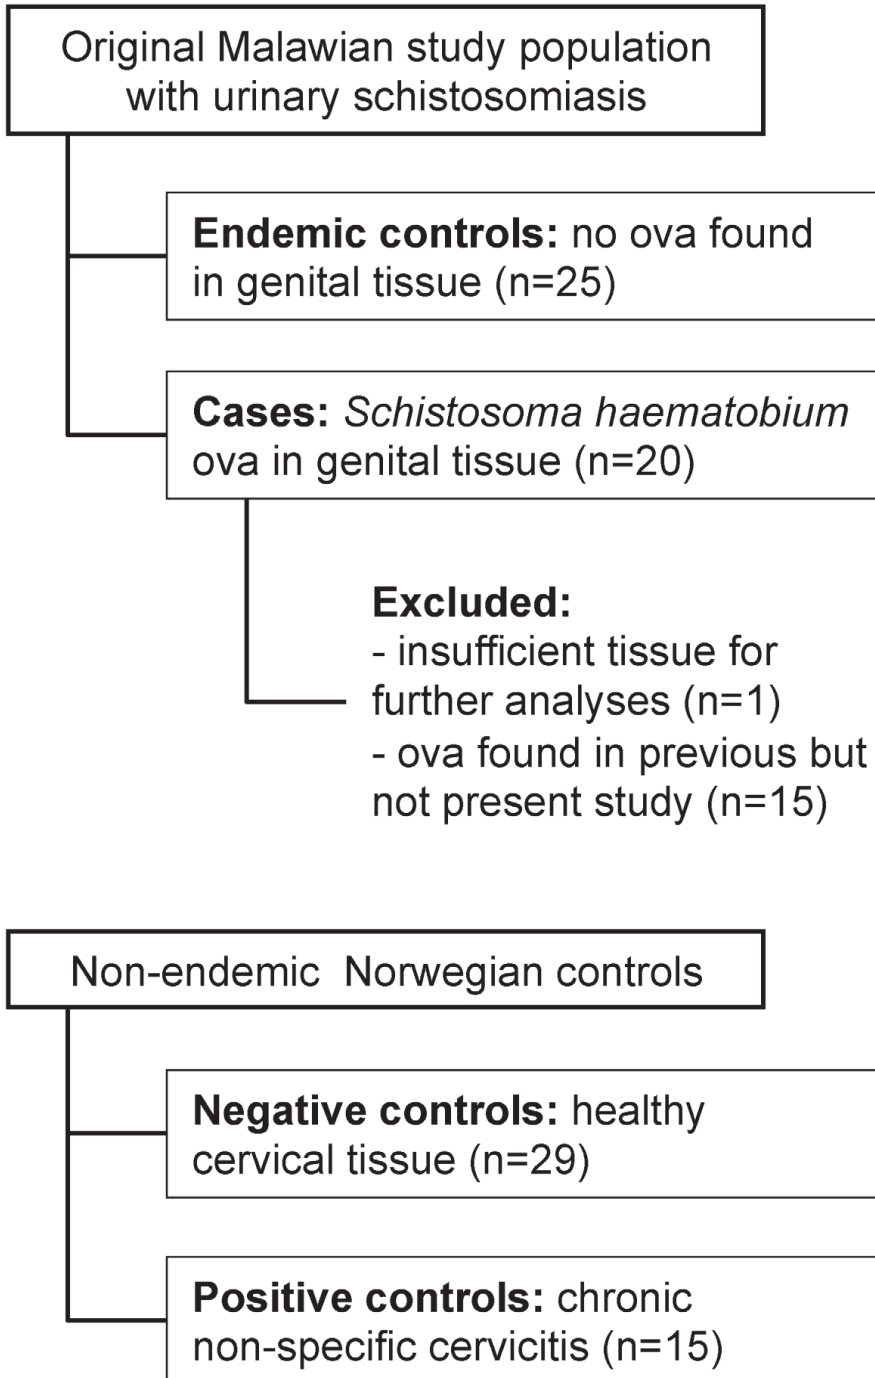 Original Malawian study population
with urinary schistosomiasis
Endemic controls: no ova found
in genital tissue (n=25)
Cases: Schistosoma haematobium
ova in genital tissue (n=20)
Excluded:
- insufficient tissue for
further analyses (n=1)
- ova found in previous but
not present study (n=15)
Non-endemic Norwegian controls
Negative controls: healthy
cervical tissue (n=29)
Positive controls: chronic
non-specific cervicitis (n=15)